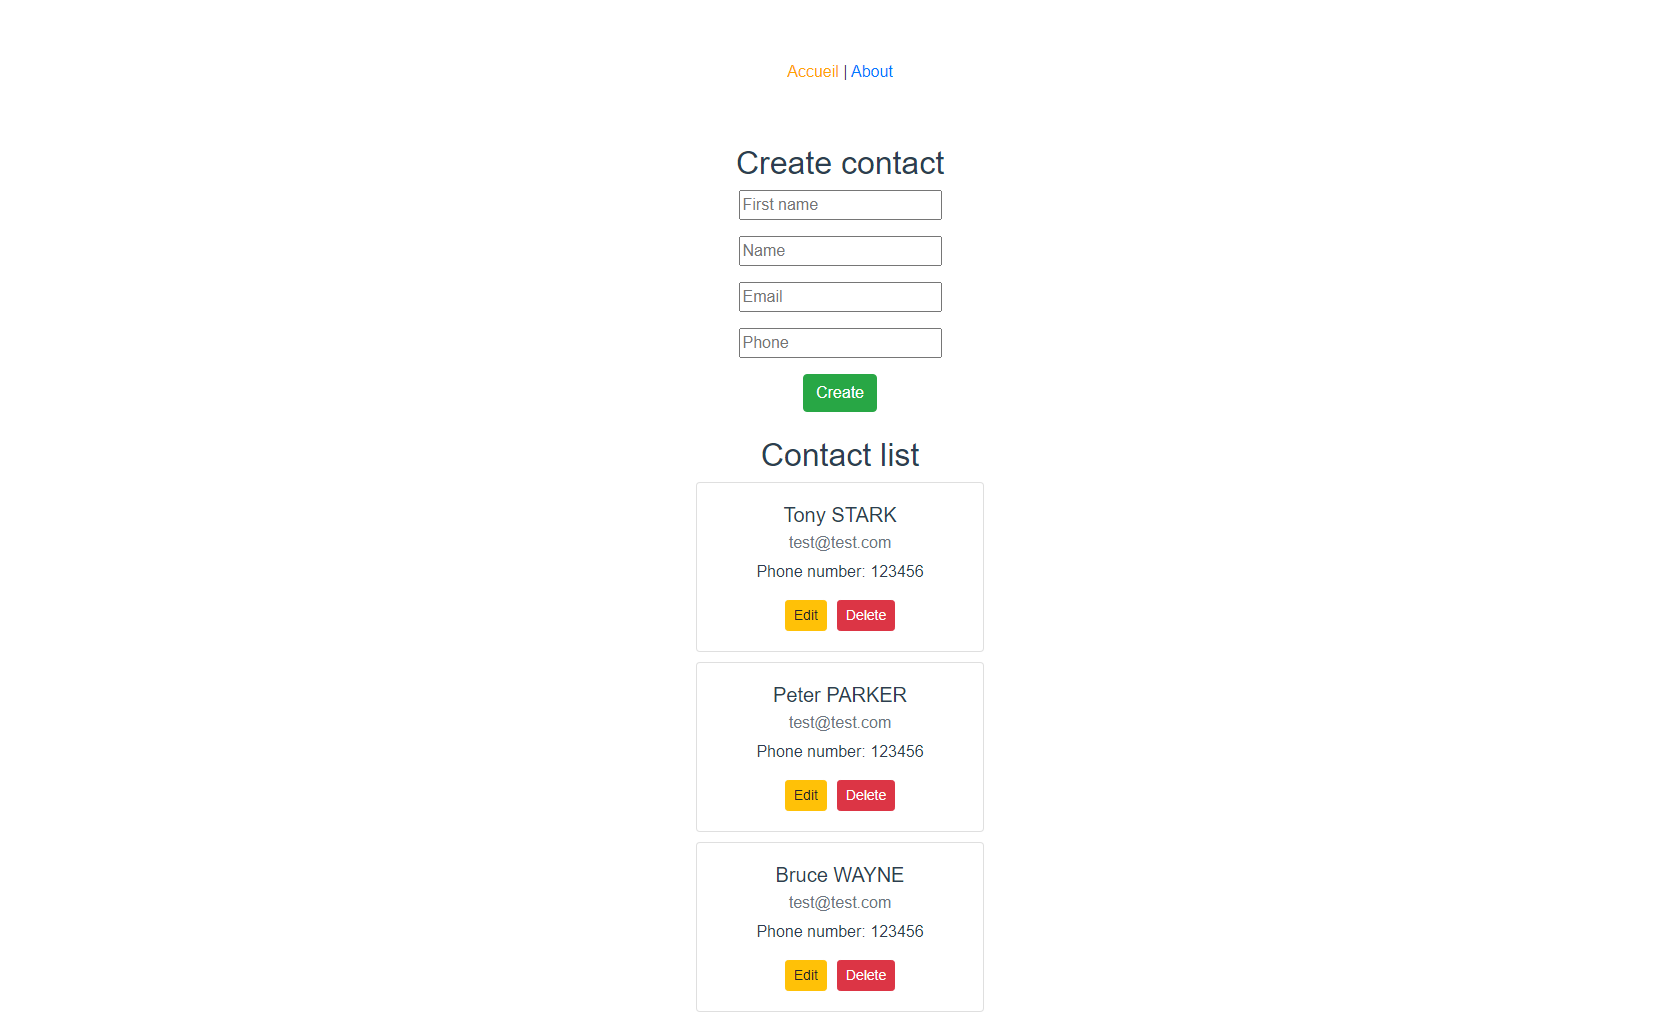 Accueil | About
Create contact
First name
Name
Email
Phone
Create
Contact list
Tony STARK
test@test.com
Phone number: 123456
Edit Delete
Peter PARKER
test@test.com
Phone number: 123456
Edit Delete
Bruce WAYNE
test@test.com
Phone number: 123456
Edit Delete